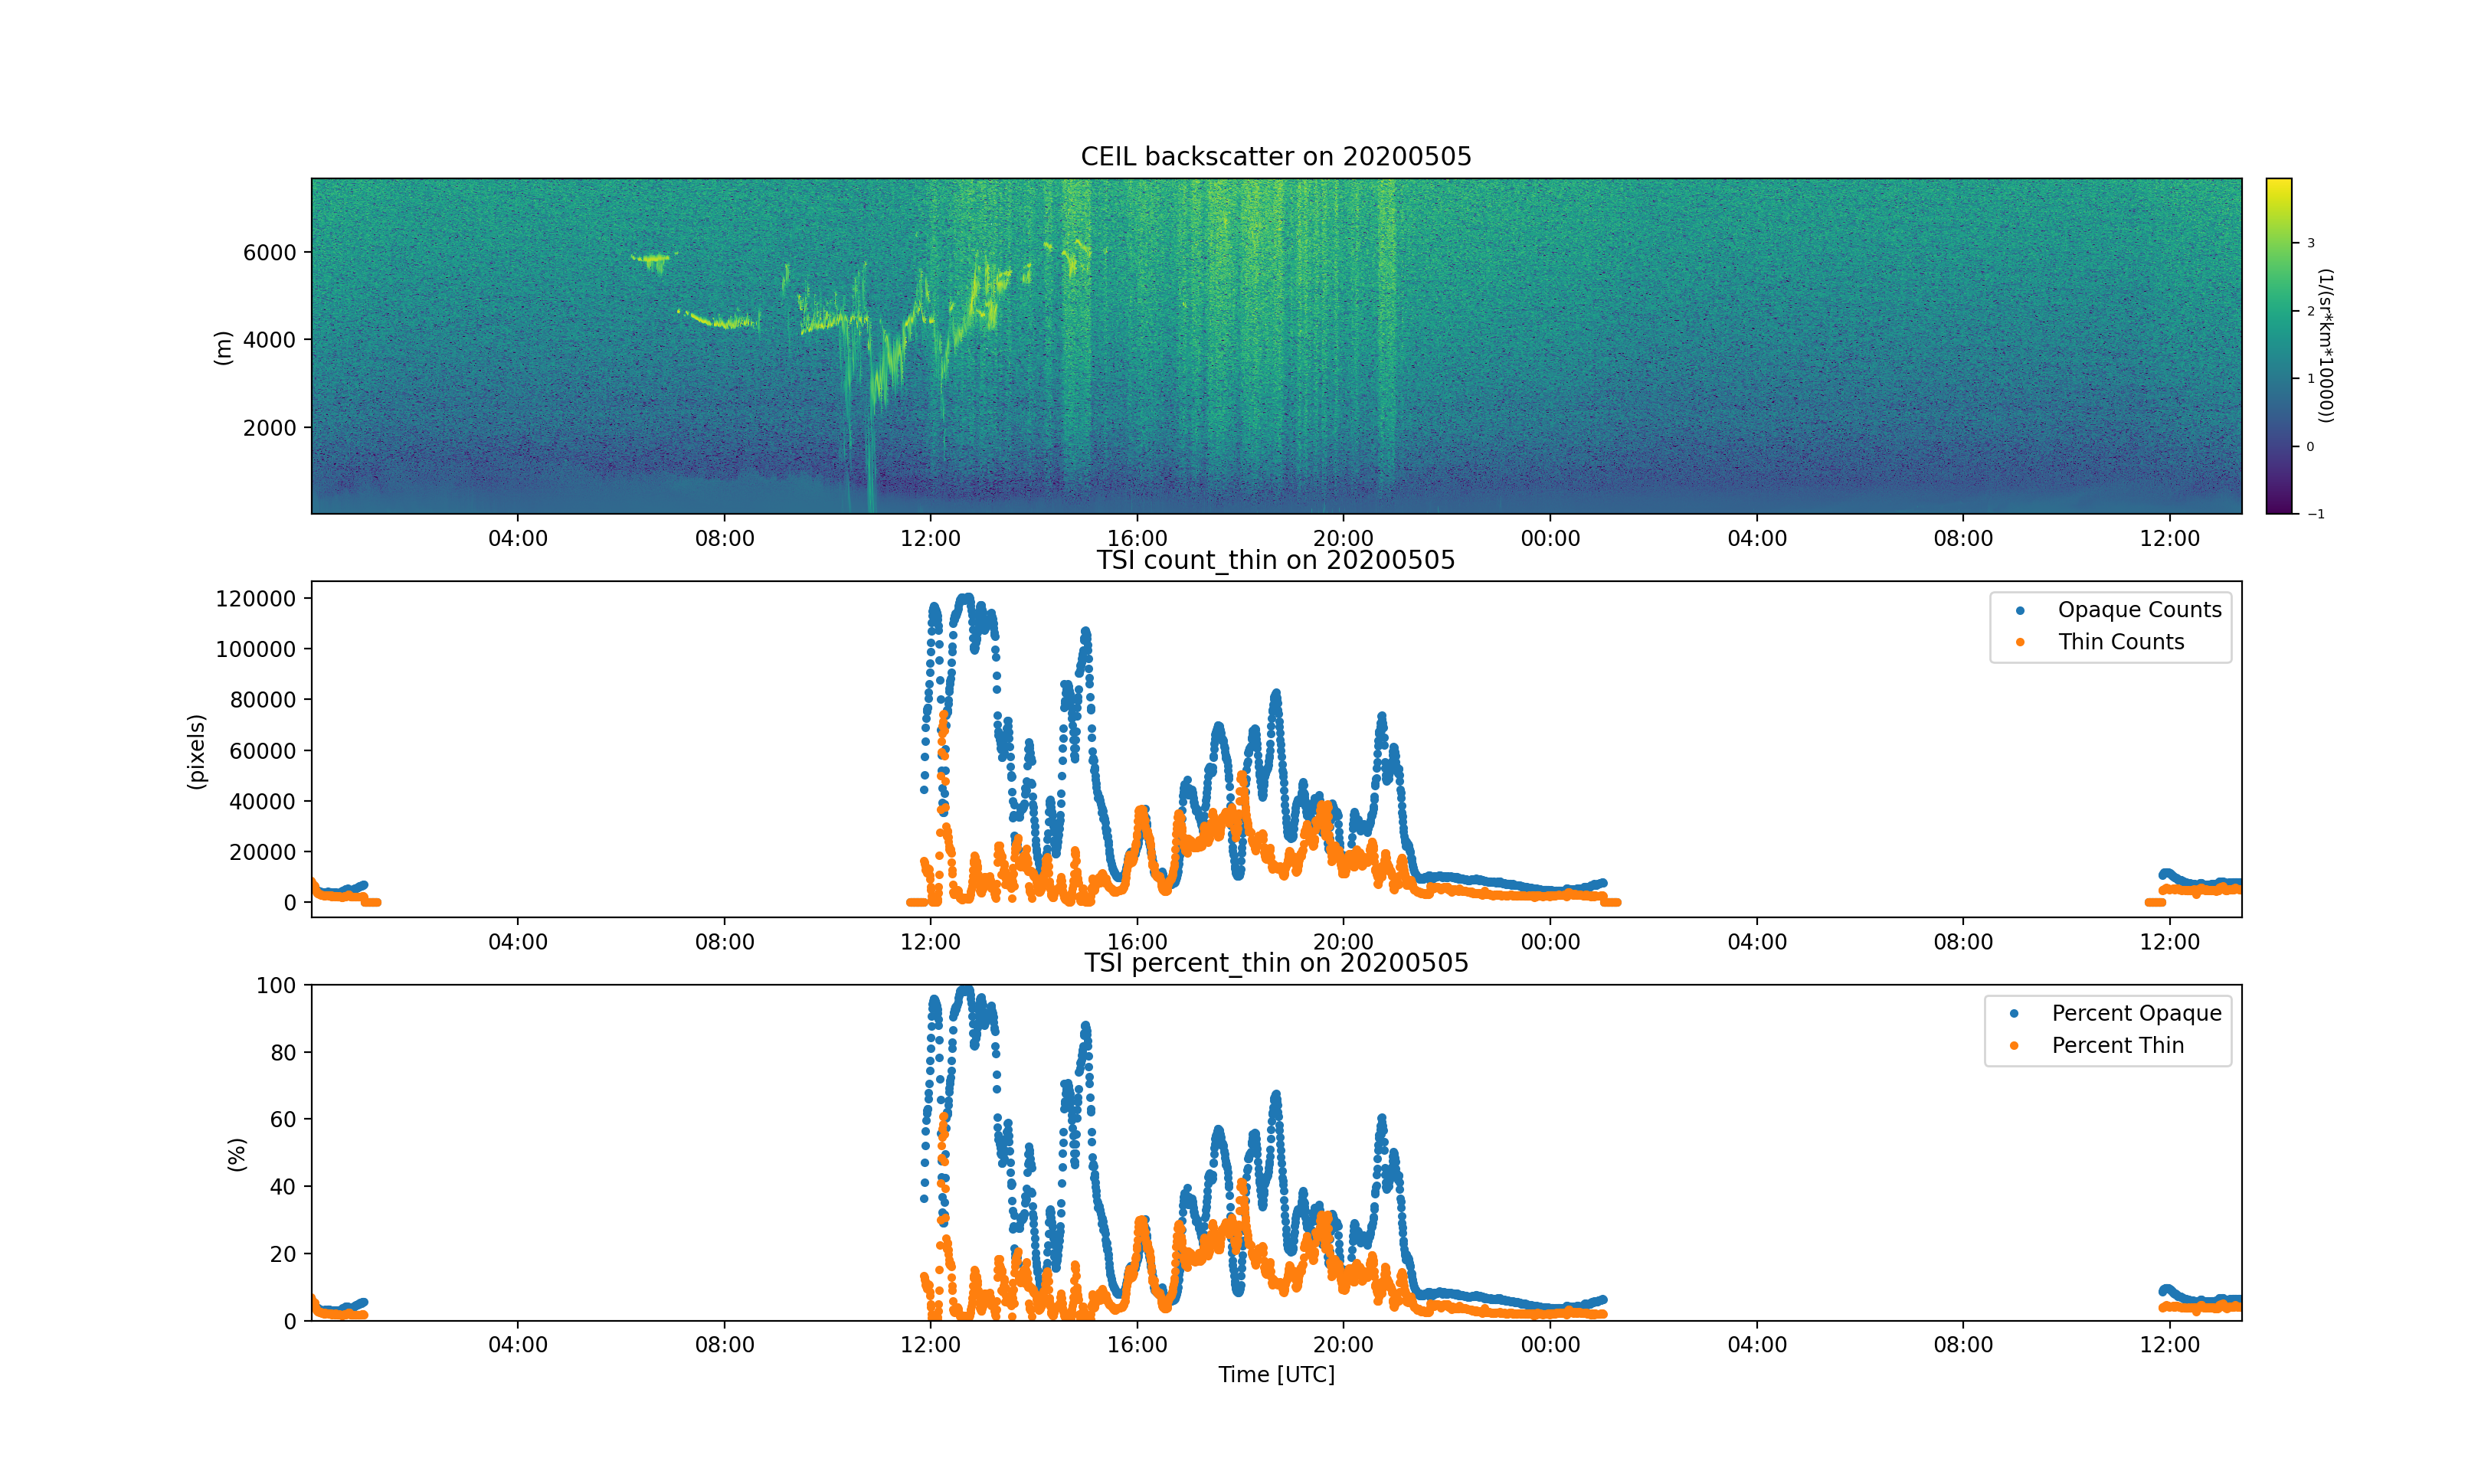 CEIL backscatter on 20200505
6000
4000
2000
(m)
3
2
1
0
−1
(1/(sr*km*10000))
04:00 08:00 12:00 16:00 20:00 00:00 04:00 08:00 12:00
TSI count_thin on 20200505
120000
100000
80000
60000
40000
20000
0
(pixels)
Opaque Counts
Thin Counts
04:00 08:00 12:00 16:00 20:00 00:00 04:00 08:00 12:00
TSI percent_thin on 20200505
100
80
60
40
20
0
(%)
Percent Opaque
Percent Thin
04:00 08:00 12:00 16:00 20:00 00:00 04:00 08:00 12:00
Time [UTC]